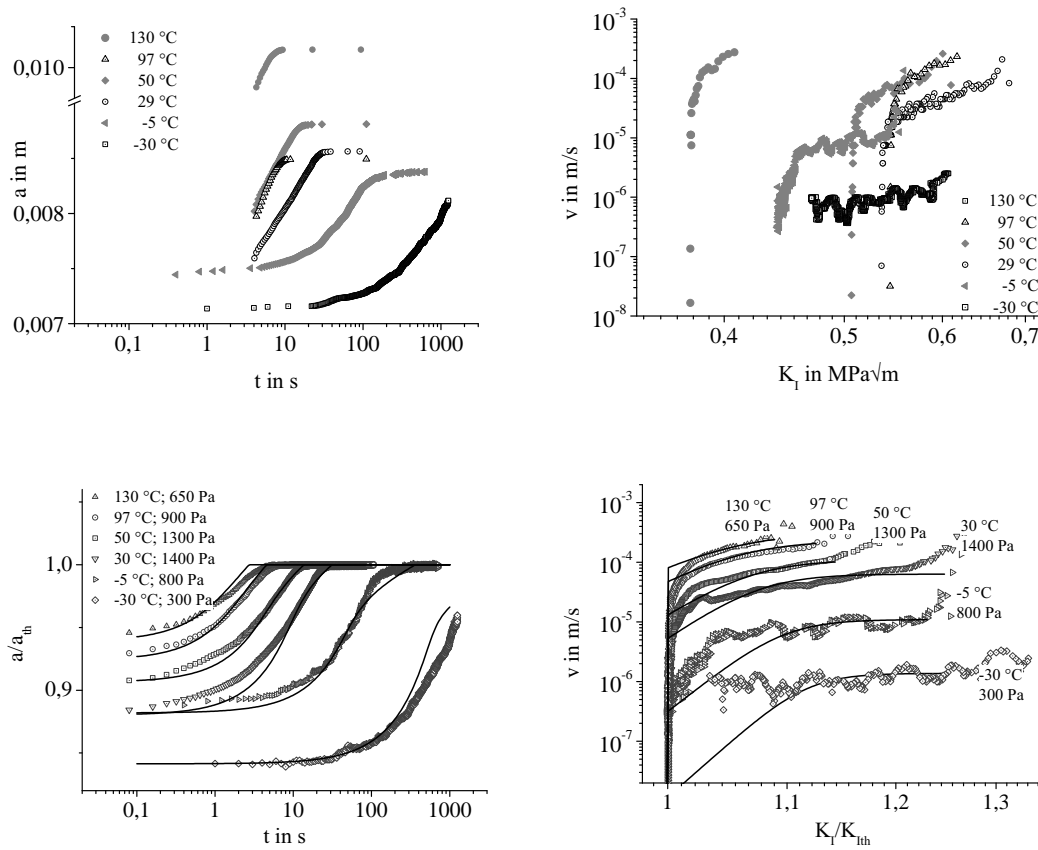 130 °C
97 °C
50 °C
29 °C
-5 °C
-30 °C
0,010
0,008
0,007
a in m
0,1
1
10
100
1000
t in s
10⁻³
10⁻⁴
10⁻⁵
10⁻⁶
10⁻⁷
10⁻⁸
v in m/s
130 °C
97 °C
50 °C
29 °C
-5 °C
-30 °C
0,4
0,5
0,6
0,7
K_I in MPa√m
130 °C; 650 Pa
97 °C; 900 Pa
50 °C; 1300 Pa
30 °C; 1400 Pa
-5 °C; 800 Pa
-30 °C; 300 Pa
1,0
0,9
a/a_th
0,1
1
10
100
1000
t in s
10⁻³
10⁻⁴
10⁻⁵
10⁻⁶
10⁻⁷
v in m/s
130 °C
650 Pa
97 °C
900 Pa
50 °C
1300 Pa
30 °C
1400 Pa
-5 °C
800 Pa
-30 °C
300 Pa
1
1,1
1,2
1,3
K_I/K_Ith